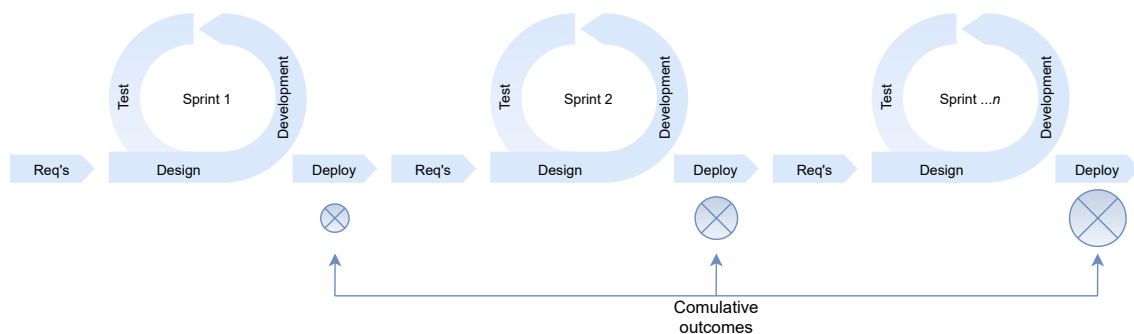 Test
Sprint 1
Development
Req's
Design
Deploy
Test
Sprint 2
Development
Req's
Design
Deploy
Test
Sprint ...n
Development
Req's
Design
Deploy
Comulative
outcomes